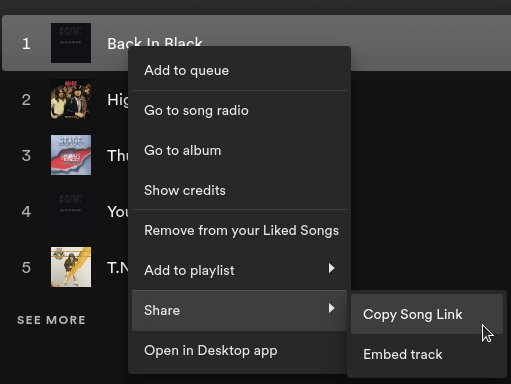 1 Back In Black
Add to queue
2 Hig
Go to song radio
3 Thu
Go to album
Show credits
4 You
Remove from your Liked Songs
5 T.N
Add to playlist
Share
Copy Song Link
SEE MORE
Open in Desktop app
Embed track